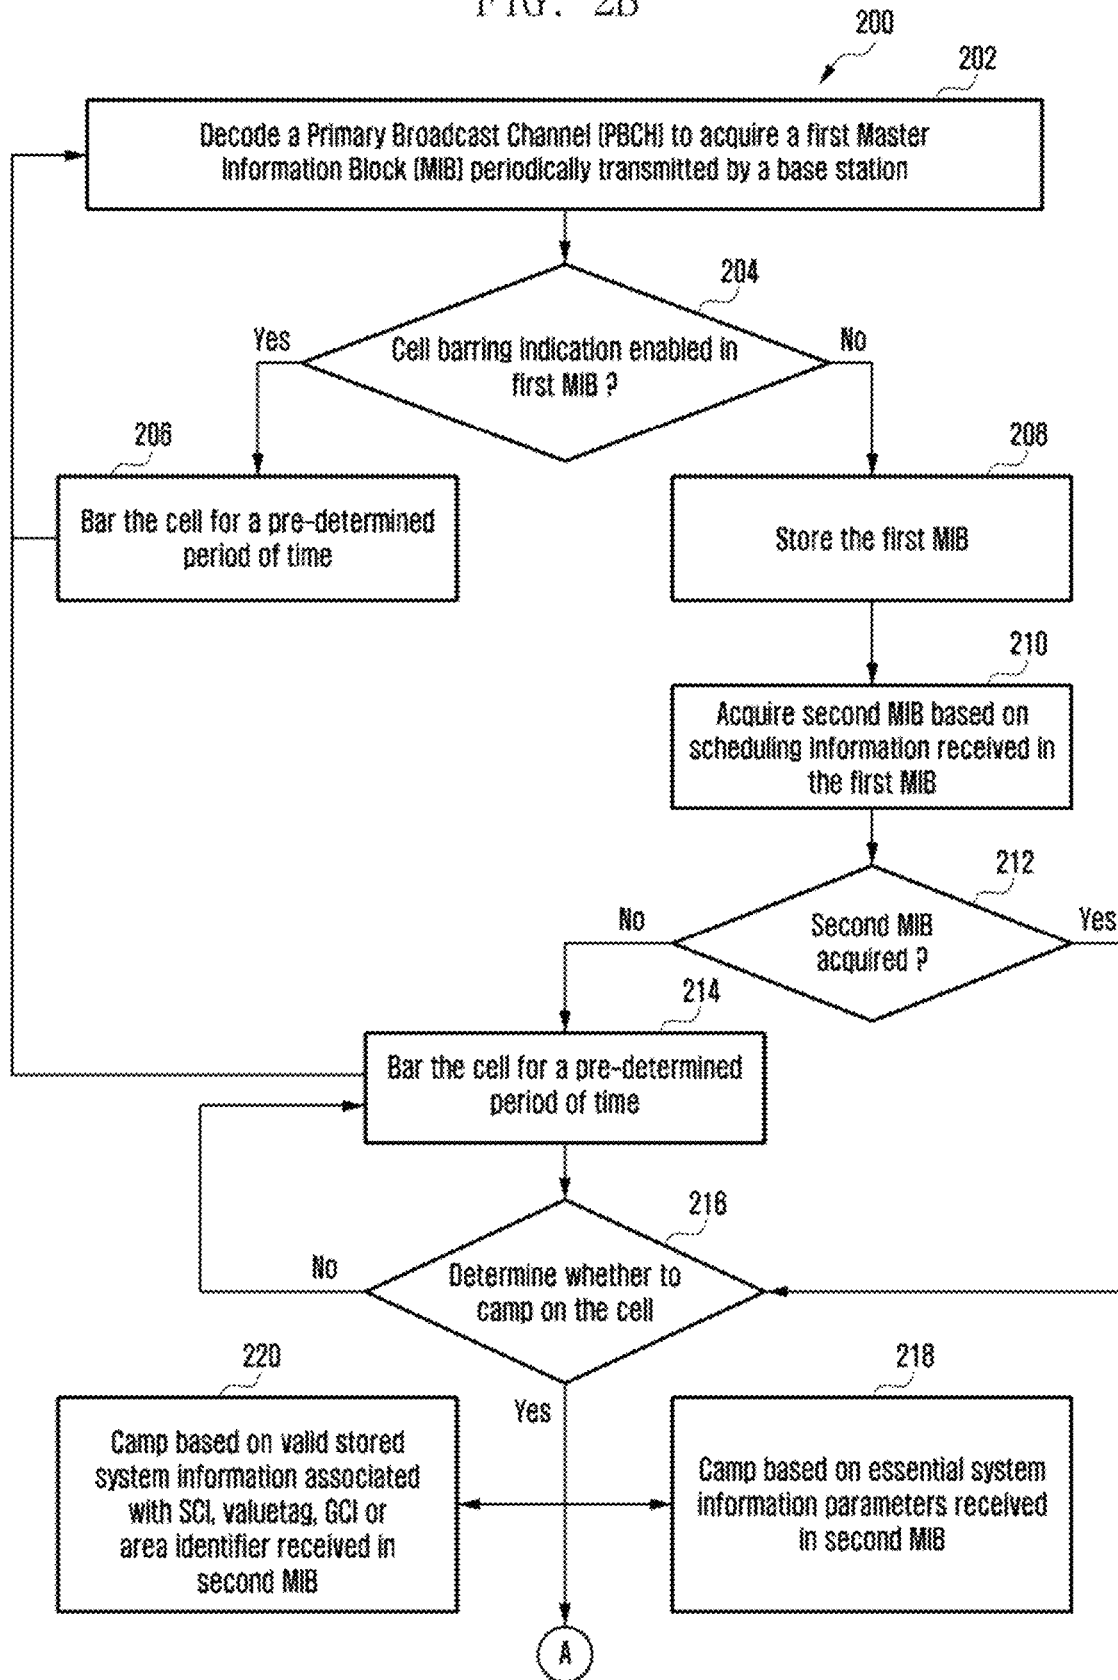 FIG. 2B
200
202
Decode a Primary Broadcast Channel (PBCH) to acquire a first Master
Information Block (MIB) periodically transmitted by a base station
204
Yes
No
Cell barring indication enabled in
first MIB ?
206
208
Bar the cell for a pre-determined
period of time
Store the first MIB
210
Acquire second MIB based on
scheduling information received in
the first MIB
212
No
Yes
Second MIB
acquired ?
214
Bar the cell for a pre-determined
period of time
216
No
Determine whether to
camp on the cell
220
218
Yes
Camp based on valid stored
system information associated
with SCI, valuetag, GCI or
area identifier received in
second MIB
Camp based on essential system
information parameters received
in second MIB
A